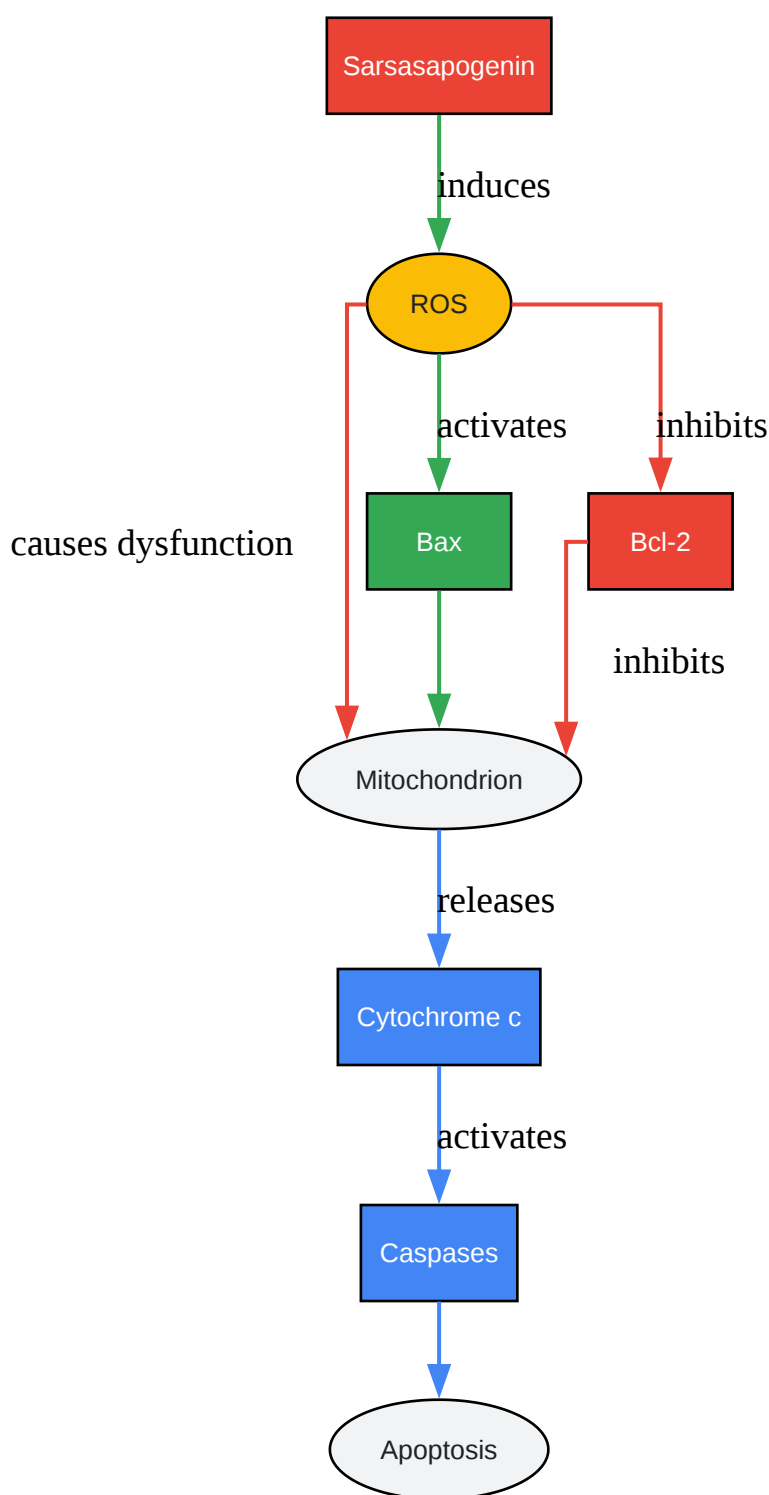 Sarsasapogenin
induces
ROS
activates
inhibits
causes dysfunction
Bax
Bcl-2
inhibits
Mitochondrion
releases
Cytochrome c
activates
Caspases
Apoptosis